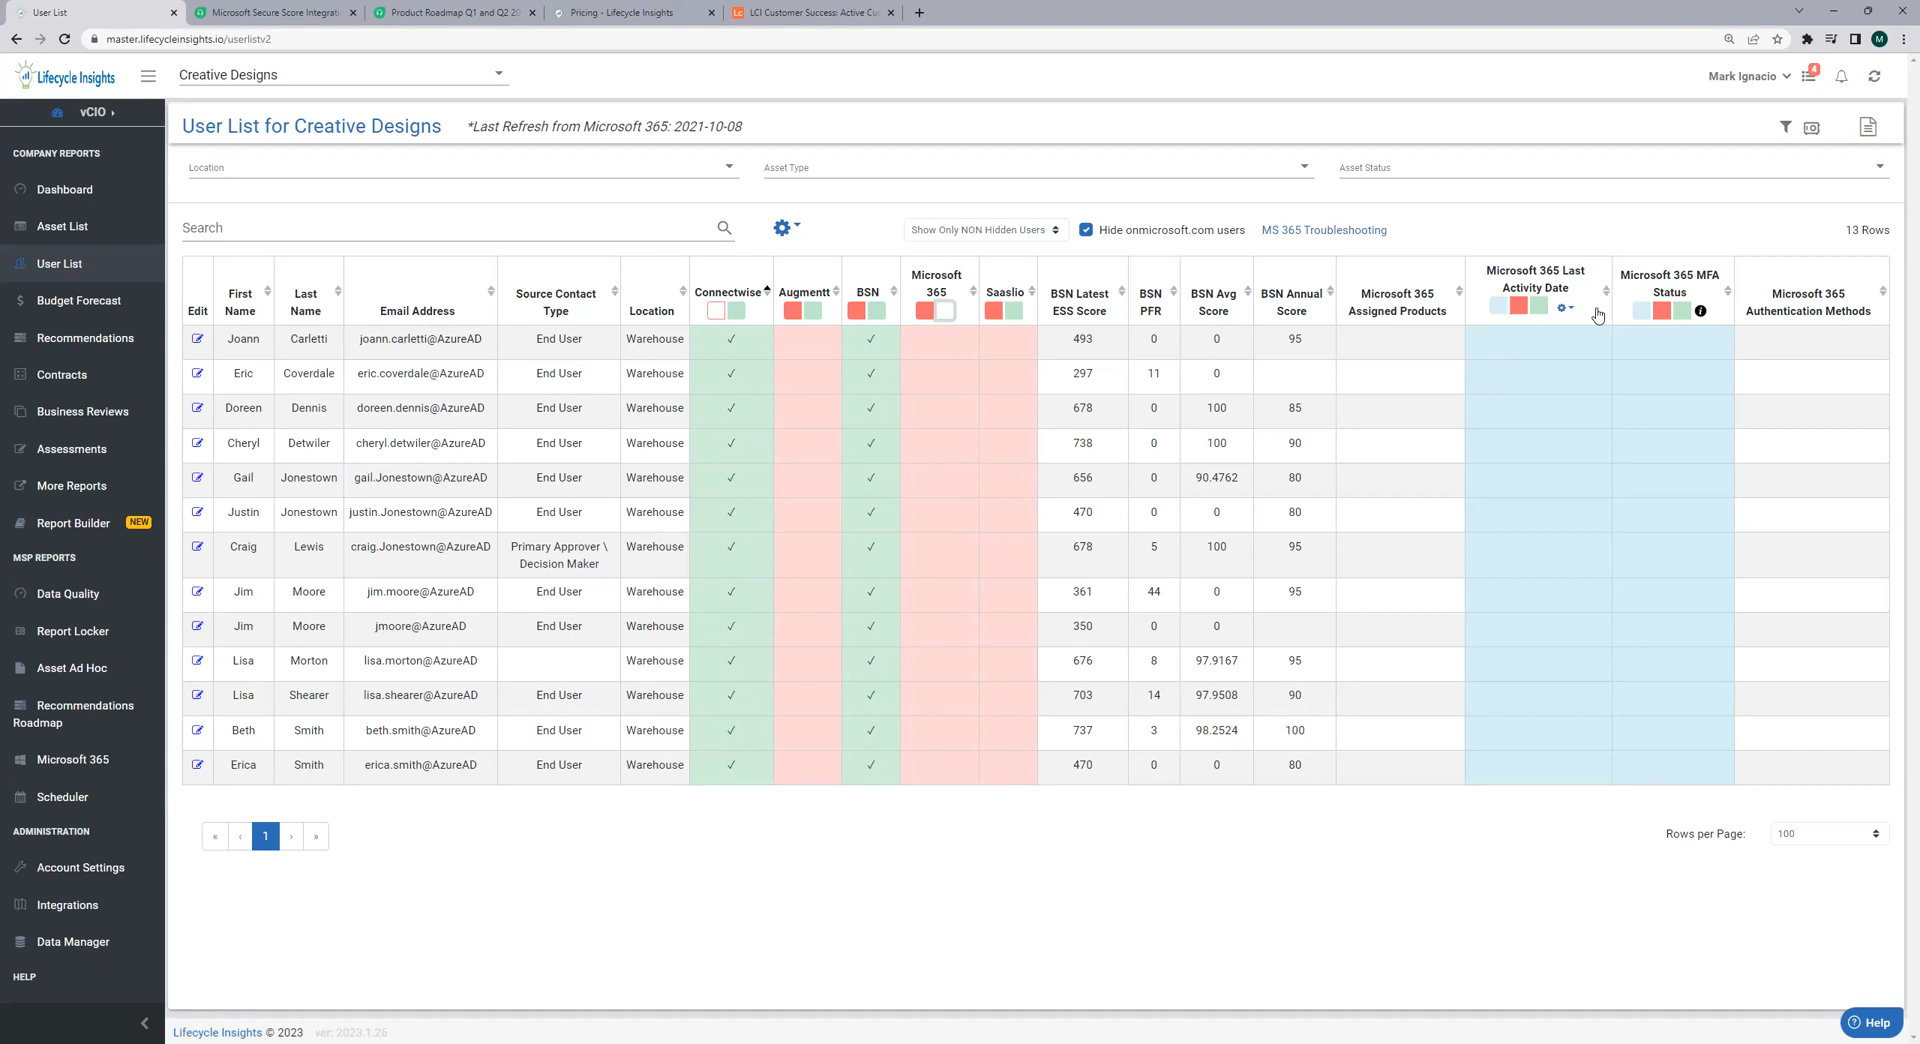 User List
Microsoft Secure Score Integrati
Product Roadmap Q1 and Q2 20
Pricing - Lifecycle Insights
LCI Customer Success: Active Cu
master.lifecycleinsights.io/userlistv2
M
Lifecycle Insights
Creative Designs
Mark Ignacio
4
vCIO
User List for Creative Designs
*Last Refresh from Microsoft 365: 2021-10-08
COMPANY REPORTS
Dashboard
Asset List
User List
Budget Forecast
Recommendations
Contracts
Business Reviews
Assessments
More Reports
Report Builder NEW
MSP REPORTS
Data Quality
Report Locker
Asset Ad Hoc
Recommendations
Roadmap
Microsoft 365
Scheduler
ADMINISTRATION
Account Settings
Integrations
Data Manager
HELP
Location
Asset Type
Asset Status
Search
Show Only NON Hidden Users
Hide onmicrosoft.com users
MS 365 Troubleshooting
13 Rows
Edit
First
Name
Last
Name
Email Address
Source Contact
Type
Location
Connectwise
Augmentt
BSN
Microsoft
365
Saaslio
BSN Latest
ESS Score
BSN
PFR
BSN Avg
Score
BSN Annual
Score
Microsoft 365
Assigned Products
Microsoft 365 Last
Activity Date
Microsoft 365 MFA
Status
Microsoft 365
Authentication Methods
Joann Carletti joann.carletti@AzureAD End User Warehouse ✓ ✓ 493 0 0 95
Eric Coverdale eric.coverdale@AzureAD End User Warehouse ✓ ✓ 297 11 0
Doreen Dennis doreen.dennis@AzureAD End User Warehouse ✓ ✓ 678 0 100 85
Cheryl Detwiler cheryl.detwiler@AzureAD End User Warehouse ✓ ✓ 738 0 100 90
Gail Jonestown gail.Jonestown@AzureAD End User Warehouse ✓ ✓ 656 0 90.4762 80
Justin Jonestown justin.Jonestown@AzureAD End User Warehouse ✓ ✓ 470 0 0 80
Craig Lewis craig.Jonestown@AzureAD Primary Approver \ Warehouse ✓ ✓ 678 5 100 95
Decision Maker
Jim Moore jim.moore@AzureAD End User Warehouse ✓ ✓ 361 44 0 95
Jim Moore jmoore@AzureAD End User Warehouse ✓ ✓ 350 0 0
Lisa Morton lisa.morton@AzureAD Warehouse ✓ ✓ 676 8 97.9167 95
Lisa Shearer lisa.shearer@AzureAD End User Warehouse ✓ ✓ 703 14 97.9508 90
Beth Smith beth.smith@AzureAD End User Warehouse ✓ ✓ 737 3 98.2524 100
Erica Smith erica.smith@AzureAD End User Warehouse ✓ ✓ 470 0 0 80
« ‹ 1 › »
Rows per Page: 100
Lifecycle Insights © 2023 ver: 2023.1.26
Help